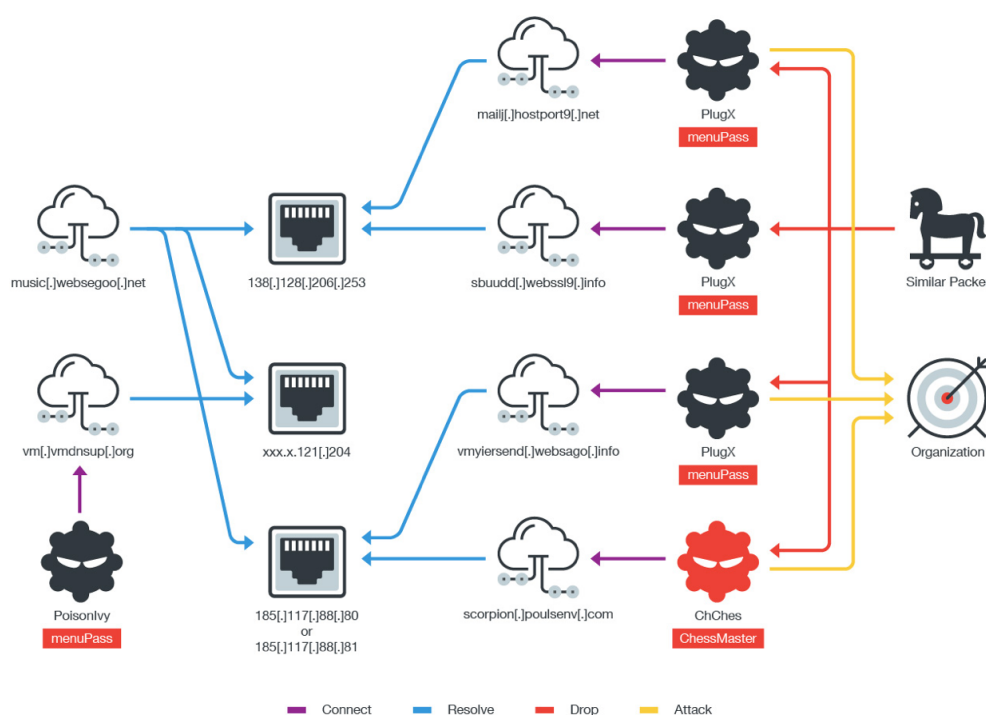 mailj[.]hostport9[.]net
PlugX
menuPass
music[.]websegoo[.]net
138[.]128[.]206[.]253
sbuudd[.]webssl9[.]info
PlugX
menuPass
Similar Packer
vm[.]vmdnsup[.]org
xxx.x.121[.]204
vmyiersend[.]websago[.]info
PlugX
menuPass
Organization
PoisonIvy
menuPass
185[.]117[.]88[.]80
or
185[.]117[.]88[.]81
scorpion[.]poulsenv[.]com
ChChes
ChessMaster
Connect
Resolve
Drop
Attack